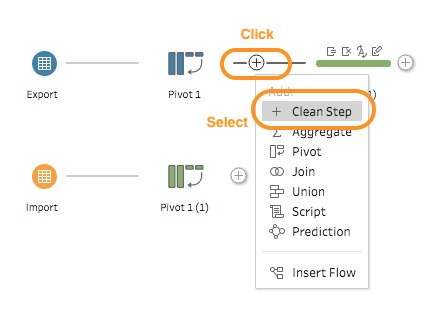 Click
Export
Pivot 1
Add:
1)
+ Clean Step
Select
Aggregate
Pivot
Join
Union
Script
Prediction
Import
Pivot 1 (1)
Insert Flow